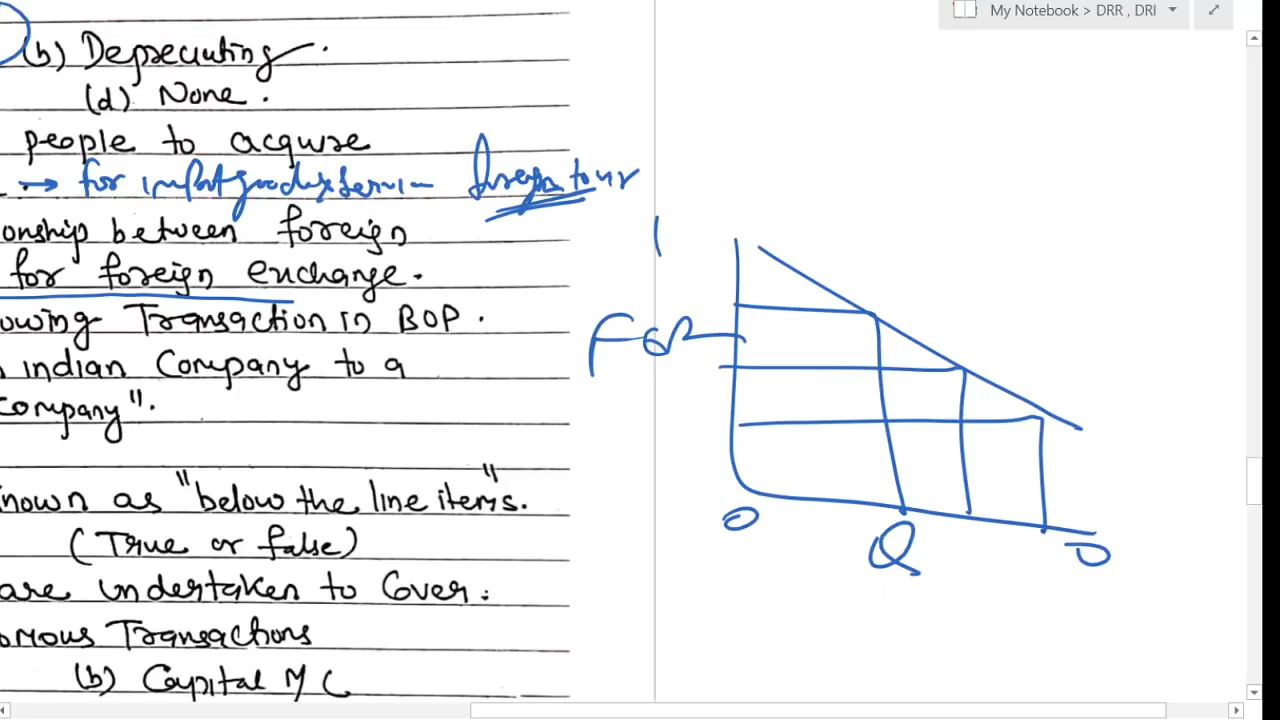 My Notebook > DRR , DRI
(b) Depreciating.
(d) None.
people to acquire
→ for
onship between foreign
for foreign exchange.
owing Transaction in BOP.
indian Company to a
company".
nown as "below the line items".
(True or false)
are undertaken to Cover:
omous Transactions
(b) Capital A/C
FER
O
Q
D